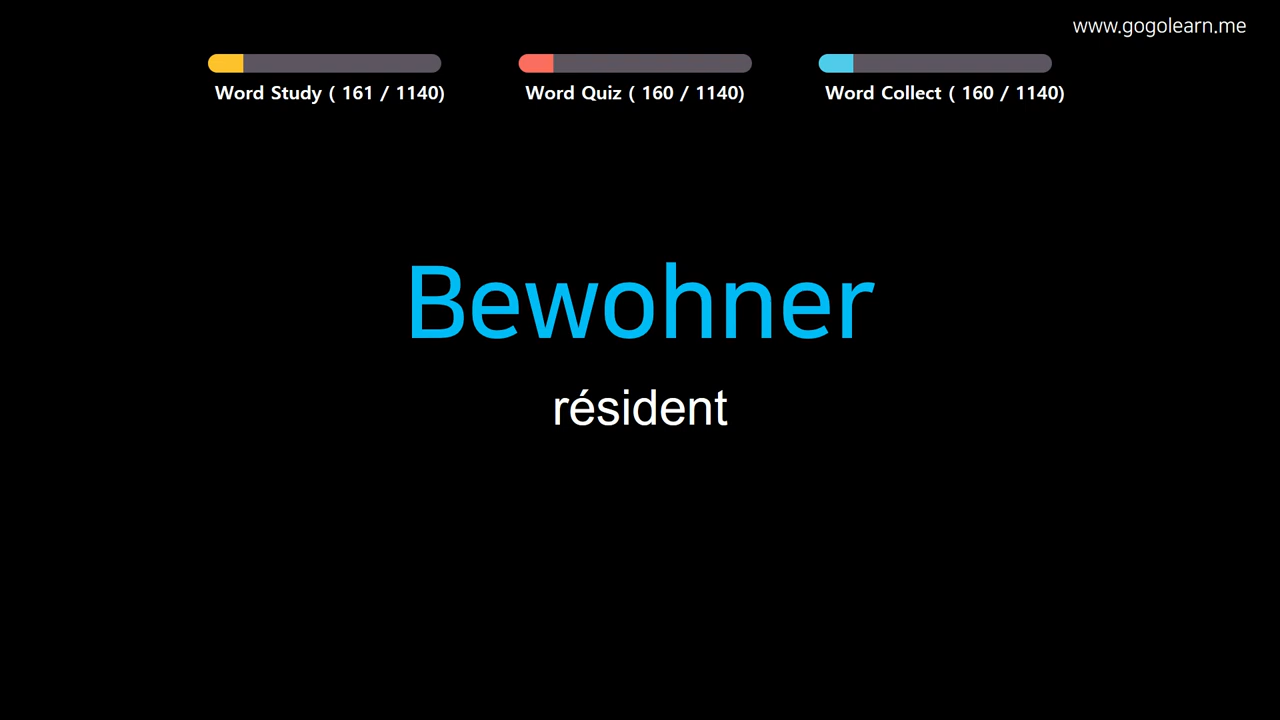 www.gogolearn.me
Word Study ( 161 / 1140)
Word Quiz ( 160 / 1140)
Word Collect ( 160 / 1140)
Bewohner
résident